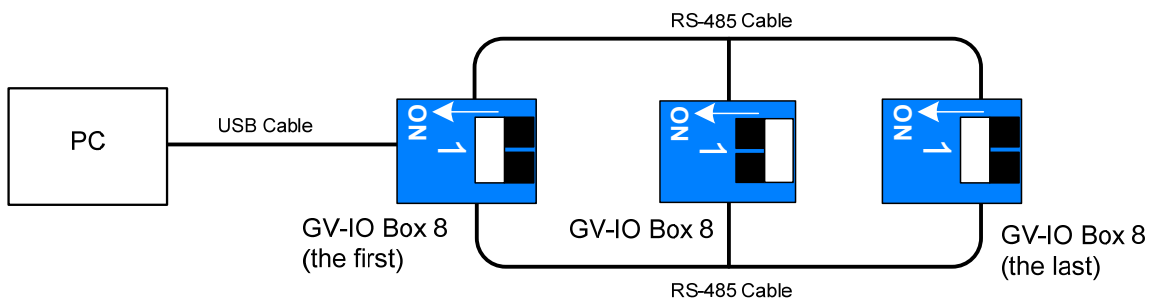 RS-485 Cable
PC
USB Cable
ON
1
ON
1
ON
1
GV-IO Box 8
(the first)
GV-IO Box 8
GV-IO Box 8
(the last)
RS-485 Cable